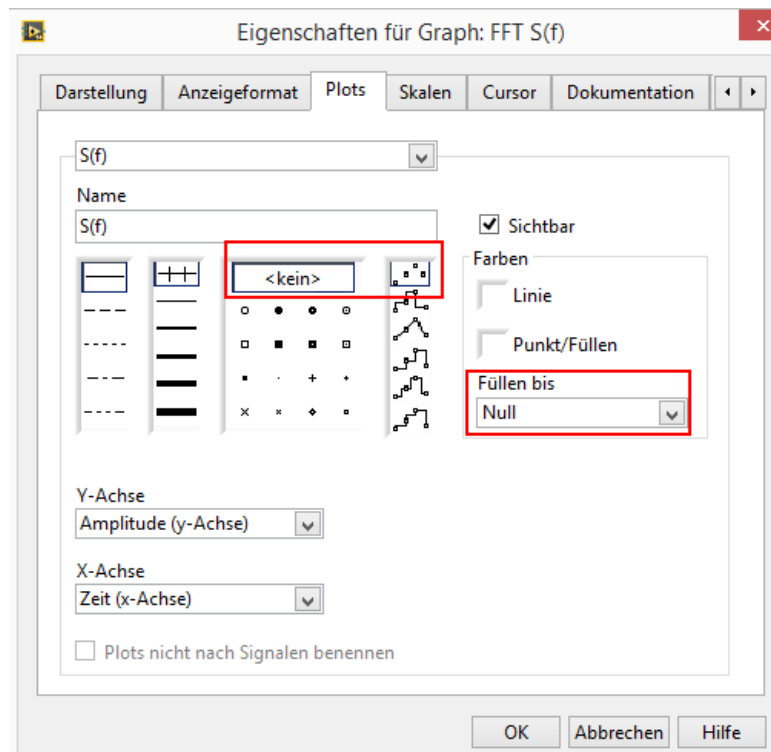 Eigenschaften für Graph: FFT S(f)
Darstellung Anzeigeformat Plots Skalen Cursor Dokumentation
S(f)
Name
S(f)
Sichtbar
<kein>
Farben
Linie
Punkt/Füllen
Füllen bis
Null
Y-Achse
Amplitude (y-Achse)
X-Achse
Zeit (x-Achse)
Plots nicht nach Signalen benennen
OK Abbrechen Hilfe